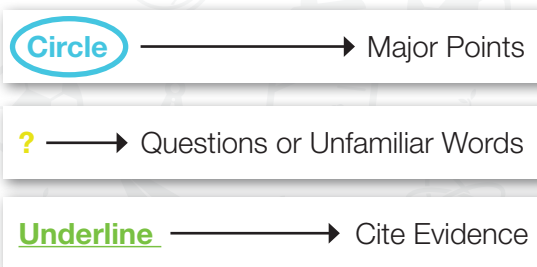 Circle Major Points
? Questions or Unfamiliar Words
Underline Cite Evidence